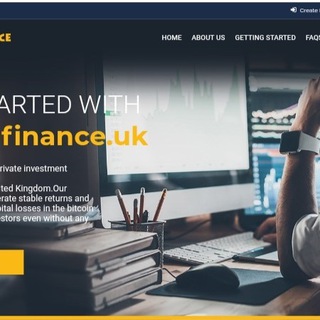 Create
CE
HOME ABOUT US GETTING STARTED FAQS
ARTED WITH
finance.uk
rivate investment
ted Kingdom.Our
erate stable returns and
pital losses in the bitcoin
estors even without any